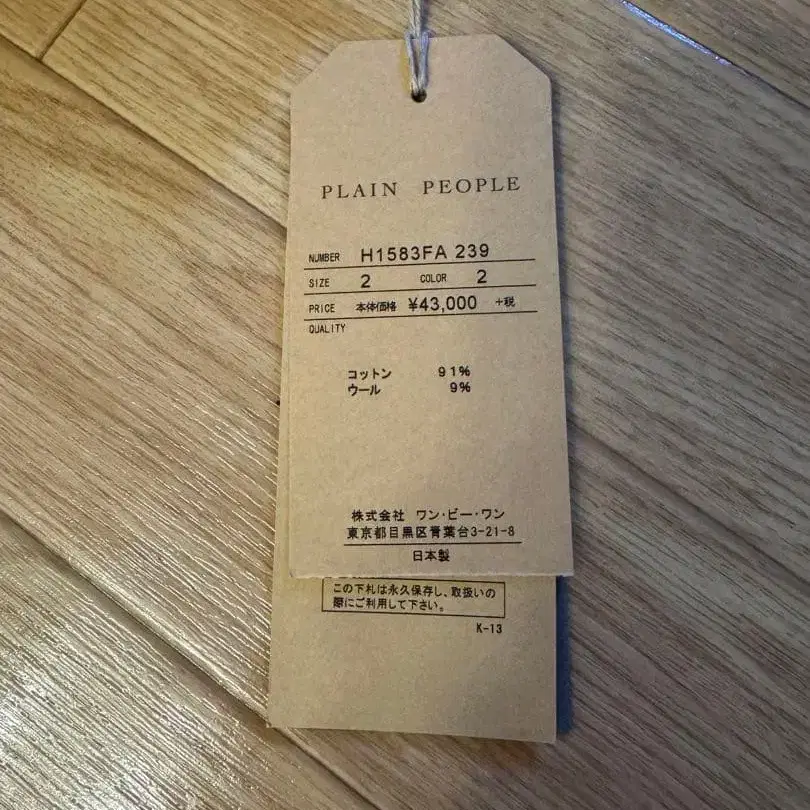 PLAIN PEOPLE
NUMBER H1583FA 239
SIZE 2 COLOR 2
PRICE 本体価格 ¥43,000 +税
QUALITY
コットン 91%
ウール 9%
株式会社 ワン・ビー・ワン
東京都目黒区青葉台3-21-8
日本製
この下札は永久保存し、取扱いの
際にご利用して下さい。
K-13